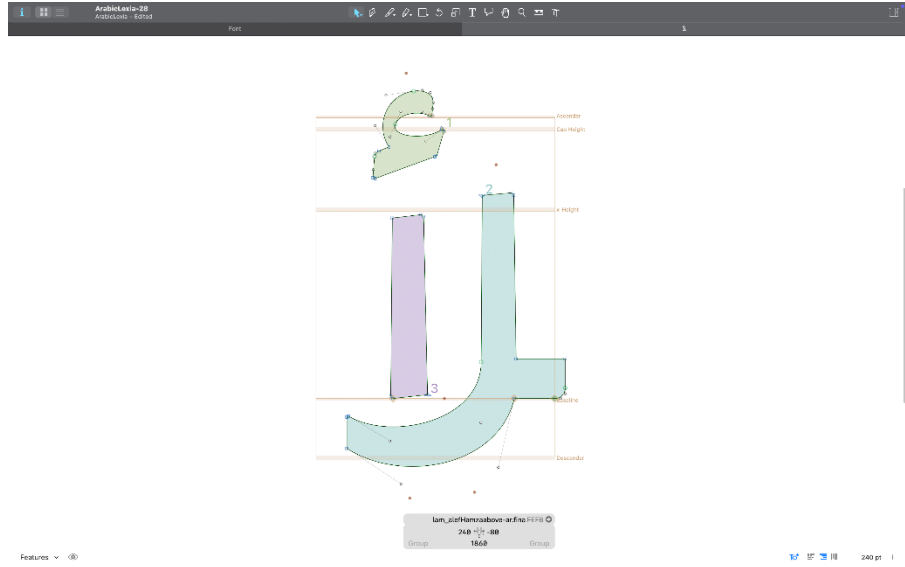 ArabicLexia-28
ArabicLexia — Edited
Font
لأ
Ascender
Cap Height
1
2
x Height
3
Baseline
Descender
lam_alefHamzaabove-ar.fina FEF8
240 -80
Group 1860 Group
Features
240 pt